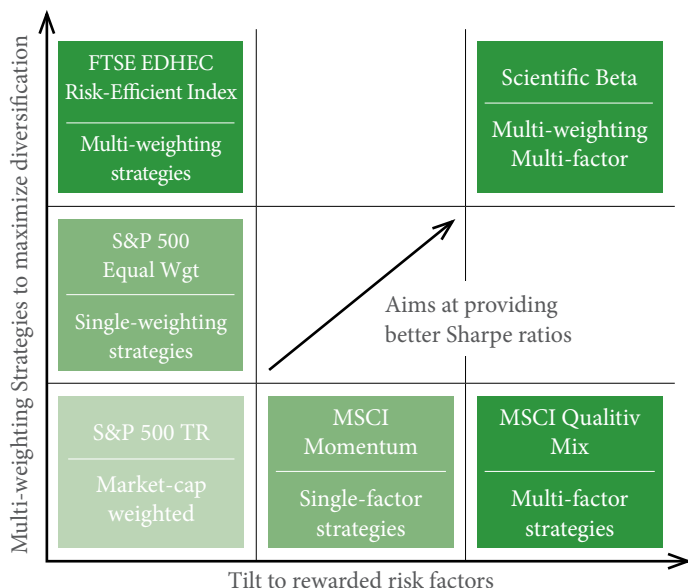 Multi-weighting Strategies to maximize diversification
FTSE EDHEC
Risk-Efficient Index
Multi-weighting
strategies
Scientific Beta
Multi-weighting
Multi-factor
S&P 500
Equal Wgt
Single-weighting
strategies
Aims at providing
better Sharpe ratios
S&P 500 TR
Market-cap
weighted
MSCI
Momentum
Single-factor
strategies
MSCI Qualitiv
Mix
Multi-factor
strategies
Tilt to rewarded risk factors